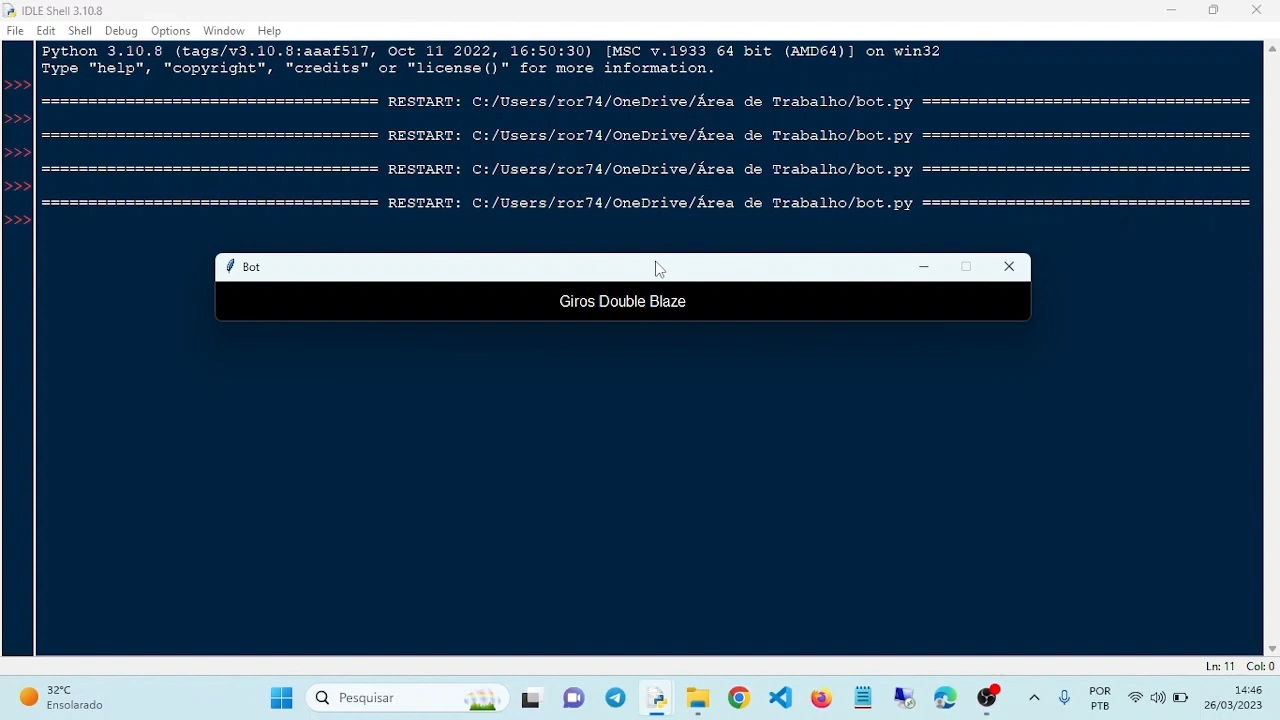 IDLE Shell 3.10.8
File Edit Shell Debug Options Window Help
Python 3.10.8 (tags/v3.10.8:aaaf517, Oct 11 2022, 16:50:30) [MSC v.1933 64 bit (AMD64)] on win32
Type "help", "copyright", "credits" or "license()" for more information.
>>>
==================================== RESTART: C:/Users/ror74/OneDrive/Área de Trabalho/bot.py ===================================
>>>
==================================== RESTART: C:/Users/ror74/OneDrive/Área de Trabalho/bot.py ===================================
>>>
==================================== RESTART: C:/Users/ror74/OneDrive/Área de Trabalho/bot.py ===================================
>>>
==================================== RESTART: C:/Users/ror74/OneDrive/Área de Trabalho/bot.py ===================================
>>>
Bot
Giros Double Blaze
Ln: 11 Col: 0
32°C
Ensolarado
Pesquisar
POR
PTB
14:46
26/03/2023